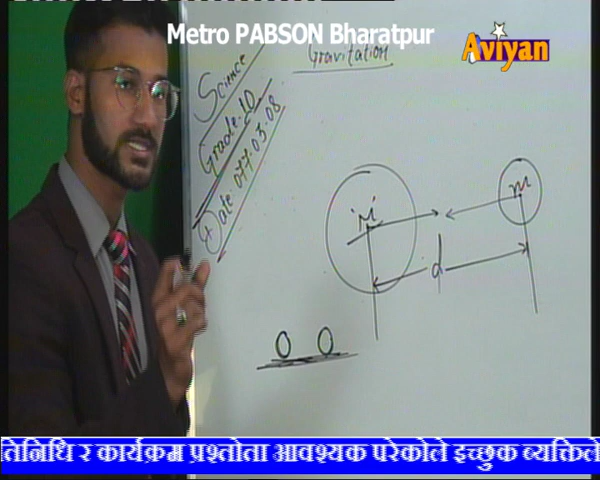 Metro PABSON Bharatpur
Aviyan
Gravitation
Science
Grade-10
Date: 077.03.08
M
m
d
तिनिधि र कार्यक्रम प्रश्तोता आवश्यक परेकोले इच्छुक ब्यक्तिले